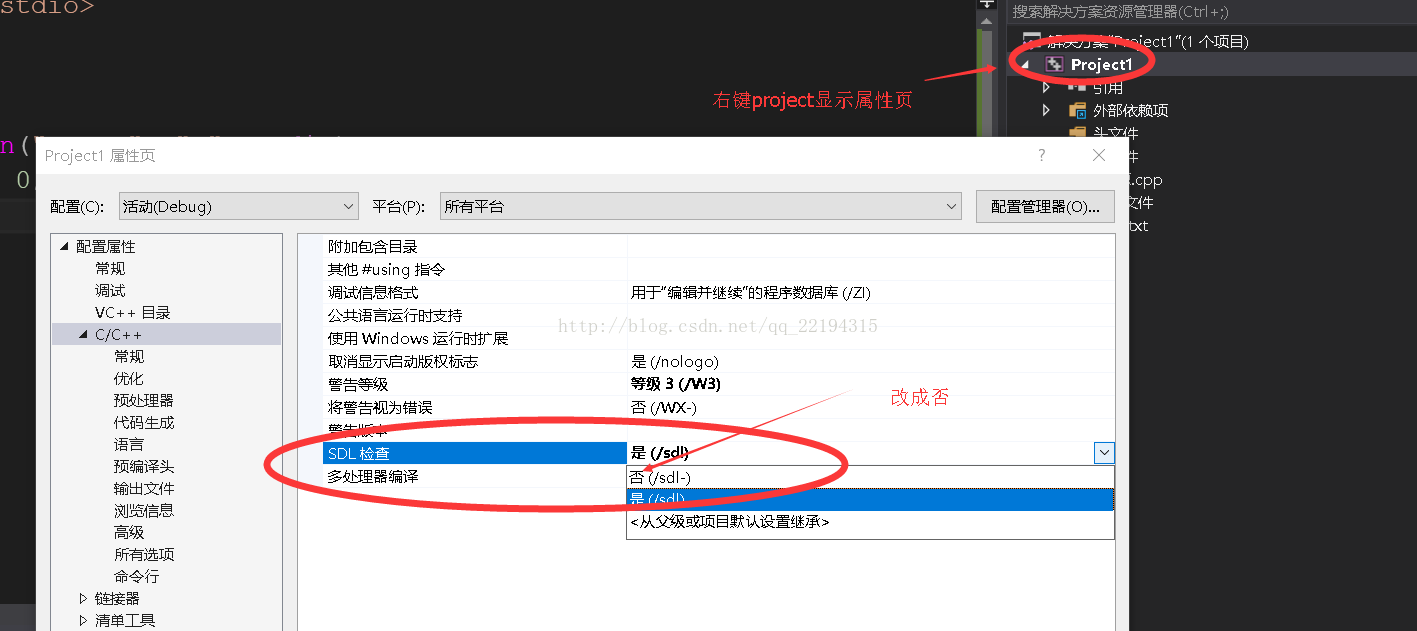 stdio>
搜索解决方案资源管理器(Ctrl+;)
解决方案"Project1"(1 个项目)
Project1
右键project显示属性页
引用
外部依赖项
头文件
n(
0
件
.cpp
文件
txt
Project1 属性页
?
配置(C):
活动(Debug)
平台(P):
所有平台
配置管理器(O)...
配置属性
常规
调试
VC++ 目录
C/C++
常规
优化
预处理器
代码生成
语言
预编译头
输出文件
浏览信息
高级
所有选项
命令行
链接器
清单工具
附加包含目录
其他 #using 指令
调试信息格式
用于"编辑并继续"的程序数据库 (/ZI)
公共语言运行时支持
http://blog.csdn.net/qq_22194315
使用 Windows 运行时扩展
取消显示启动版权标志
是 (/nologo)
警告等级
等级 3 (/W3)
改成否
将警告视为错误
否 (/WX-)
警告版本
SDL 检查
是 (/sdl)
多处理器编译
否 (/sdl-)
是 (/sdl)
<从父级或项目默认设置继承>